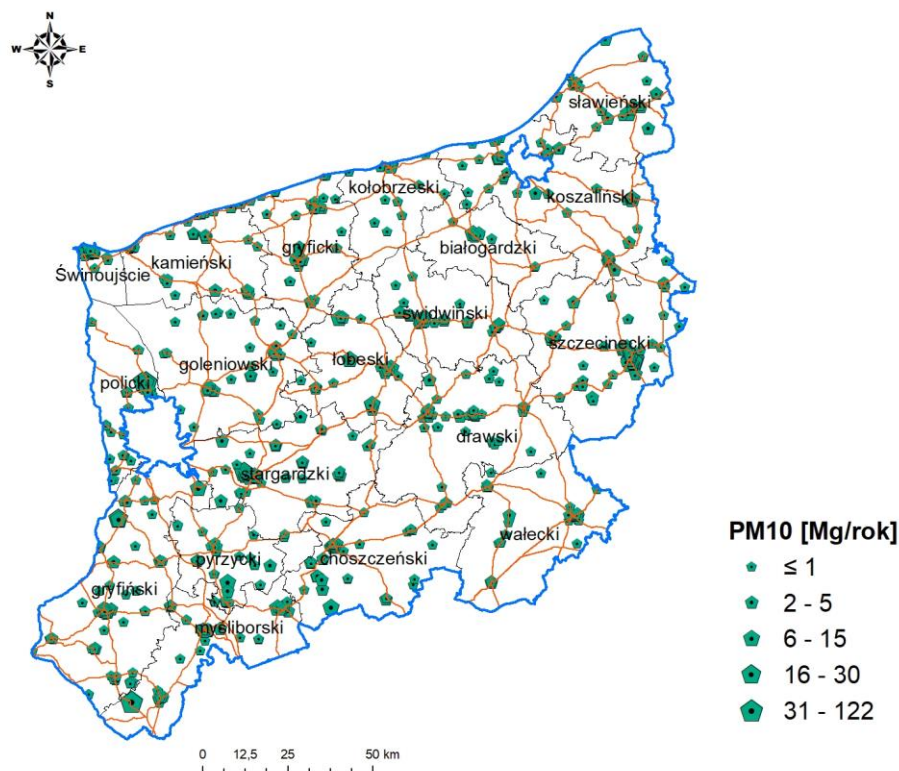 N
W E
S
sławieński
kołobrzeski
koszaliński
gryficki
białogardzki
kamieński
Świnoujście
świdwiński
szczecinecki
goleniowski
łobeski
policki
drawski
stargardzki
wałecki
pyrzycki
choszczeński
gryfiński
myśliborski
PM10 [Mg/rok]
≤ 1
2 - 5
6 - 15
16 - 30
31 - 122
0 12,5 25 50 km